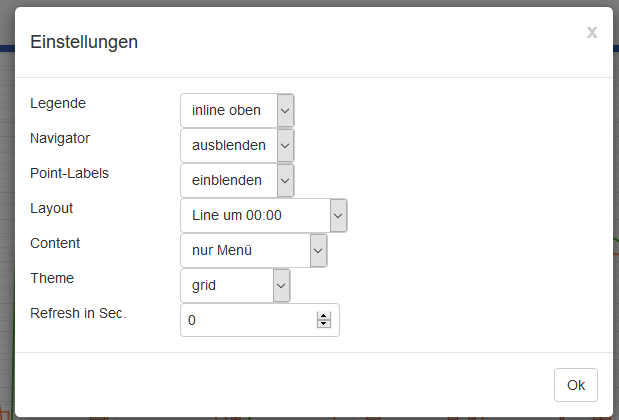 Einstellungen x
Legende inline oben
Navigator ausblenden
Point-Labels einblenden
Layout Line um 00:00
Content nur Menü
Theme grid
Refresh in Sec. 0
Ok